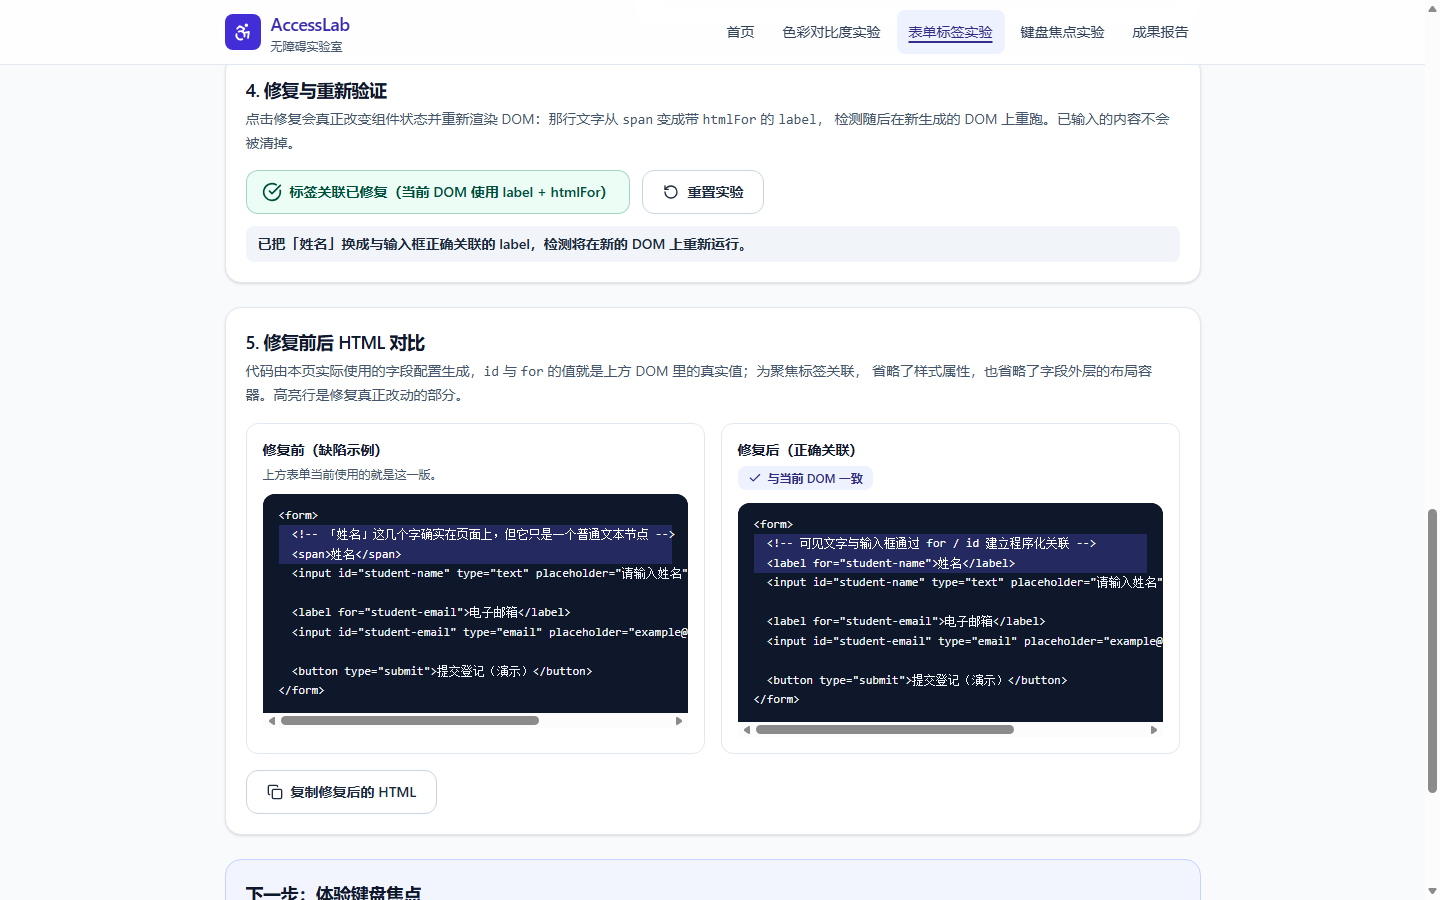 AccessLab
无障碍实验室
首页
色彩对比度实验
表单标签实验
键盘焦点实验
成果报告
4. 修复与重新验证
点击修复会真正改变组件状态并重新渲染 DOM：那行文字从 span 变成带 htmlFor 的 label， 检测随后在新生成的 DOM 上重跑。已输入的内容不会
被清掉。
标签关联已修复（当前 DOM 使用 label + htmlFor）
重置实验
已把「姓名」换成与输入框正确关联的 label，检测将在新的 DOM 上重新运行。
5. 修复前后 HTML 对比
代码由本页实际使用的字段配置生成，id 与 for 的值就是上方 DOM 里的真实值；为聚焦标签关联， 省略了样式属性，也省略了字段外层的布局容
器。高亮行是修复真正改动的部分。
修复前（缺陷示例）
上方表单当前使用的就是这一版。
<form>
<!-- 「姓名」这几个字确实在页面上，但它只是一个普通文本节点 -->
<span>姓名</span>
<input id="student-name" type="text" placeholder="请输入姓名"
<label for="student-email">电子邮箱</label>
<input id="student-email" type="email" placeholder="example@
<button type="submit">提交登记（演示）</button>
</form>
修复后（正确关联）
与当前 DOM 一致
<form>
<!-- 可见文字与输入框通过 for / id 建立程序化关联 -->
<label for="student-name">姓名</label>
<input id="student-name" type="text" placeholder="请输入姓名"
<label for="student-email">电子邮箱</label>
<input id="student-email" type="email" placeholder="example@
<button type="submit">提交登记（演示）</button>
</form>
复制修复后的 HTML
下一步：体验键盘焦点